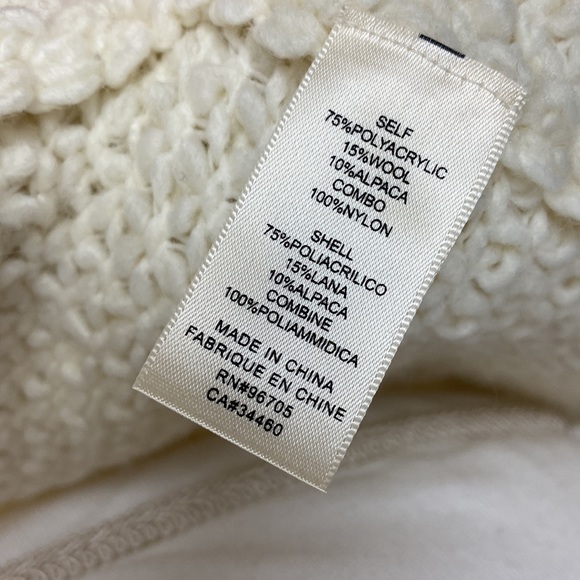 SELF
75%POLYACRYLIC
15%WOOL
10%ALPACA
COMBO
100%NYLON
SHELL
75%POLIACRILICO
15%LANA
10%ALPACA
COMBINE
100%POLIAMMIDICA
MADE IN CHINA
FABRIQUE EN CHINE
RN#96705
CA#34460